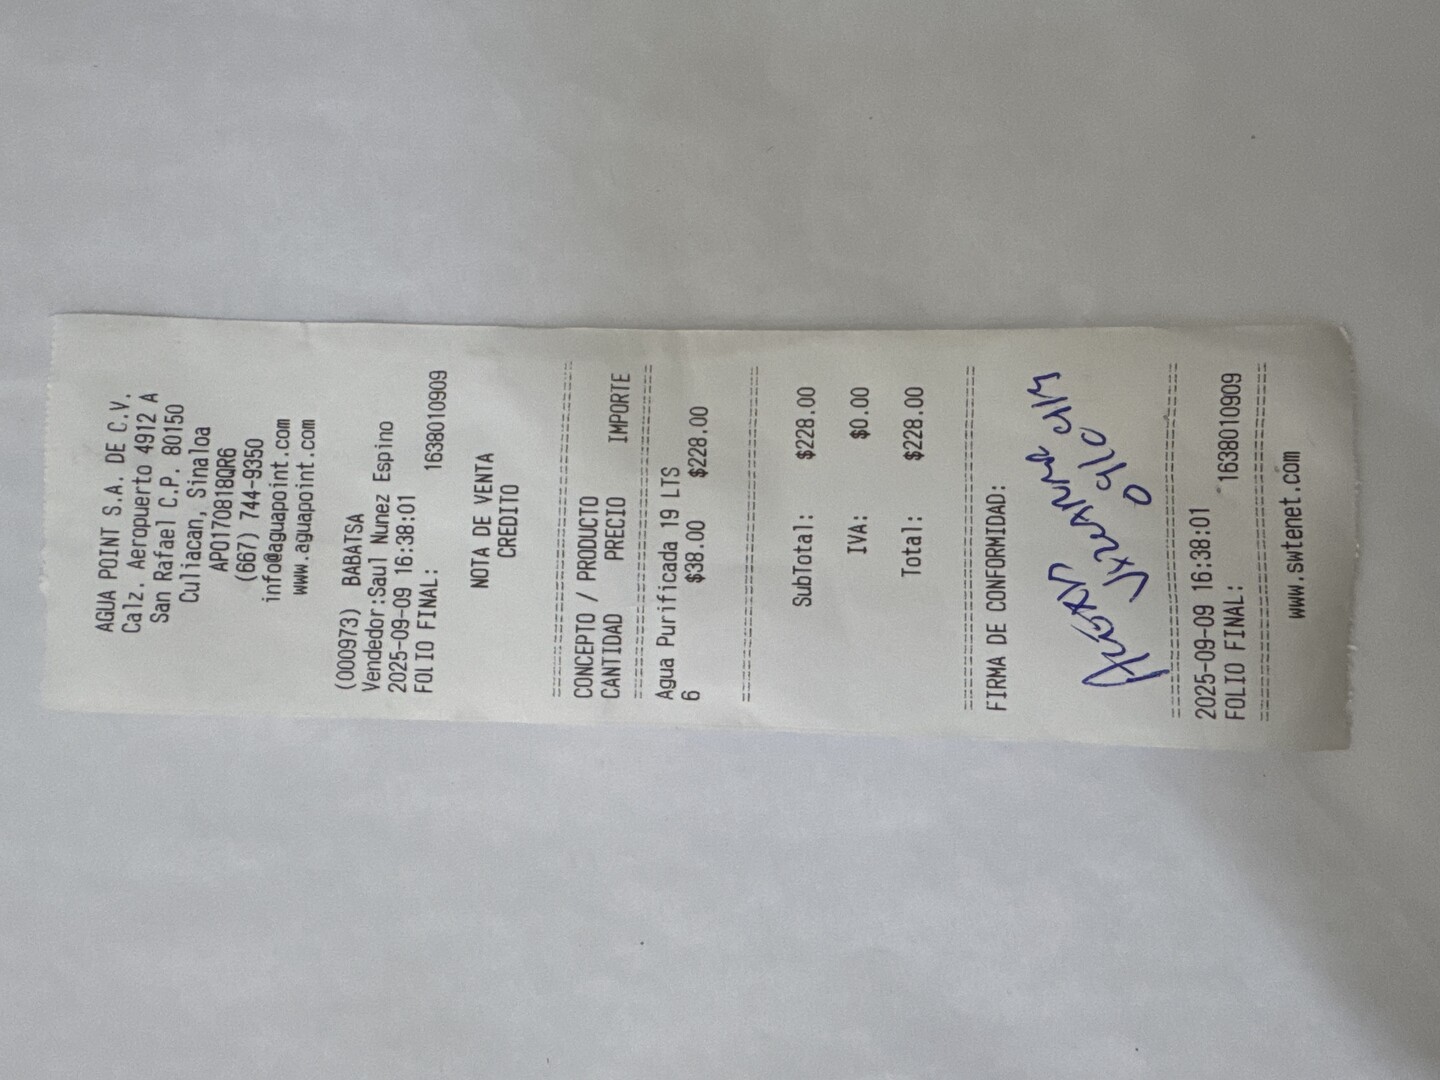 AGUA POINT S.A. DE C.V.
Calz. Aeropuerto 4912 A
San Rafael C.P. 80150
Culiacan, Sinaloa
APO170818QR6
(667) 744-9350
info@aguapoint.com
www.aguapoint.com
(000973) BABATSA
Vendedor:Saul Nunez Espino
2025-09-09 16:38:01
FOLIO FINAL: 1638010909
NOTA DE VENTA
CREDITO
==============================
CONCEPTO / PRODUCTO
CANTIDAD PRECIO IMPORTE
==============================
Agua Purificada 19 LTS
6 $38.00 $228.00
==============================
SubTotal: $228.00
IVA: $0.00
Total: $228.00
==============================
FIRMA DE CONFORMIDAD:
==============================
2025-09-09 16:38:01
FOLIO FINAL: 1638010909
==============================
www.swtenet.com